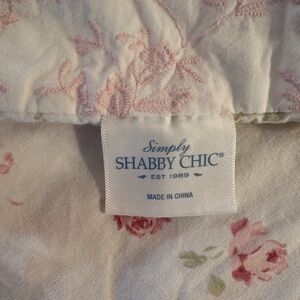 Simply
SHABBY CHIC®
EST 1989
MADE IN CHINA